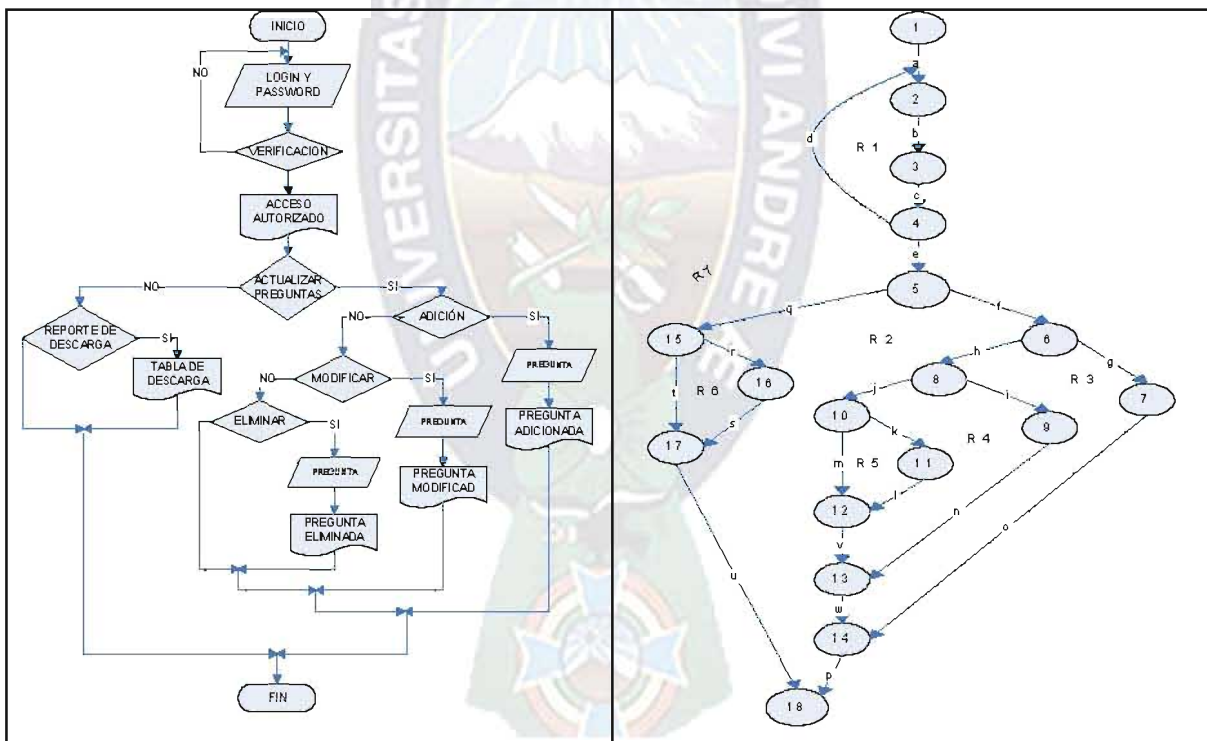 INICIO
NO
LOGIN Y
PASSWORD
VERIFICACION
ACCESO
AUTORIZADO
ACTUALIZAR
PREGUNTAS
NO
SI
REPORTE DE
DESCARGA
SI
TABLA DE
DESCARGA
ADICIÓN
NO
SI
MODIFICAR
NO
SI
PREGUNTA
ELIMINAR
SI
PREGUNTA
PREGUNTA
ADICIONADA
PREGUNTA
PREGUNTA
MODIFICAD
PREGUNTA
ELIMINADA
FIN
UNIVERSITAS
OVI ANDRE
1
a
2
d
b
R 1
3
c
4
e
5
R 7
q
f
15
r
R 2
h
6
g
16
8
R 3
t
R 6
j
i
7
s
10
9
17
k
R 4
m
R 5
11
l
12
n
o
v
13
u
w
14
p
18